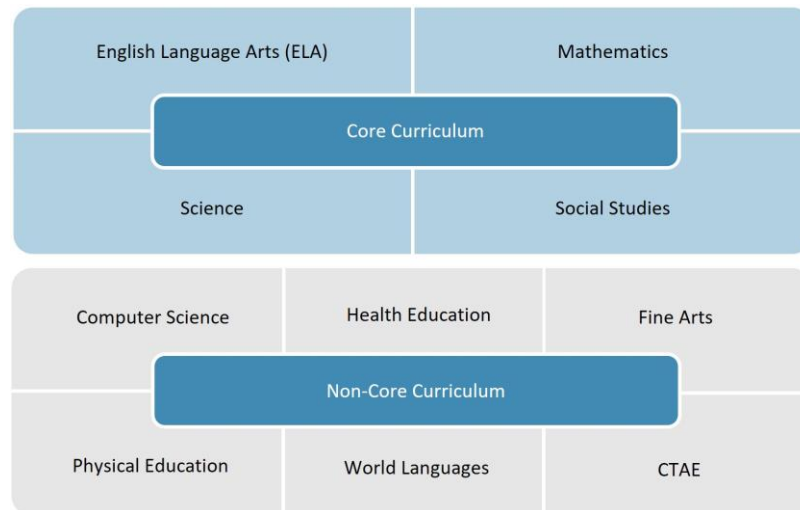 English Language Arts (ELA)
Mathematics
Core Curriculum
Science
Social Studies
Computer Science
Health Education
Fine Arts
Non-Core Curriculum
Physical Education
World Languages
CTAE